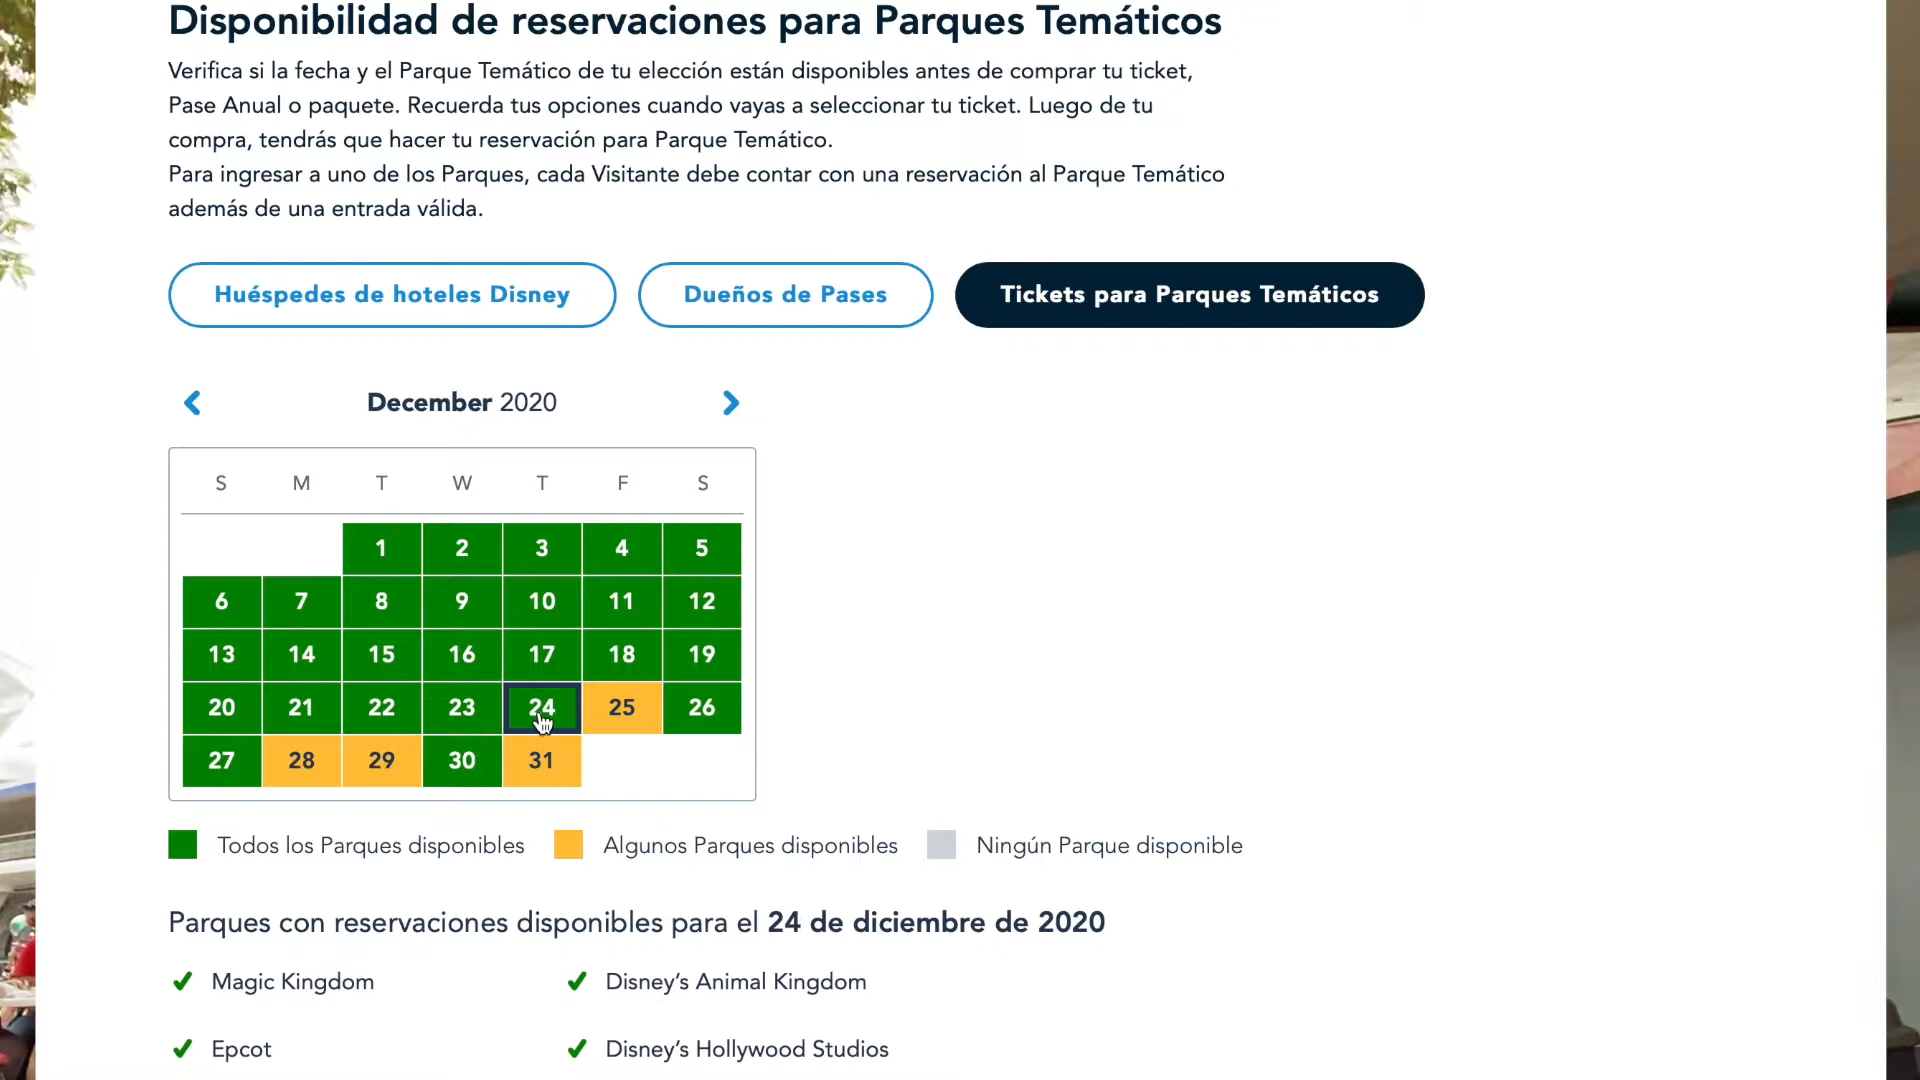 Disponibilidad de reservaciones para Parques Temáticos
Verifica si la fecha y el Parque Temático de tu elección están disponibles antes de comprar tu ticket,
Pase Anual o paquete. Recuerda tus opciones cuando vayas a seleccionar tu ticket. Luego de tu
compra, tendrás que hacer tu reservación para Parque Temático.
Para ingresar a uno de los Parques, cada Visitante debe contar con una reservación al Parque Temático
además de una entrada válida.
Huéspedes de hoteles Disney Dueños de Pases Tickets para Parques Temáticos
December 2020
S M T W T F S
1 2 3 4 5
6 7 8 9 10 11 12
13 14 15 16 17 18 19
20 21 22 23 24 25 26
27 28 29 30 31
Todos los Parques disponibles Algunos Parques disponibles Ningún Parque disponible
Parques con reservaciones disponibles para el 24 de diciembre de 2020
Magic Kingdom Disney's Animal Kingdom
Epcot Disney's Hollywood Studios